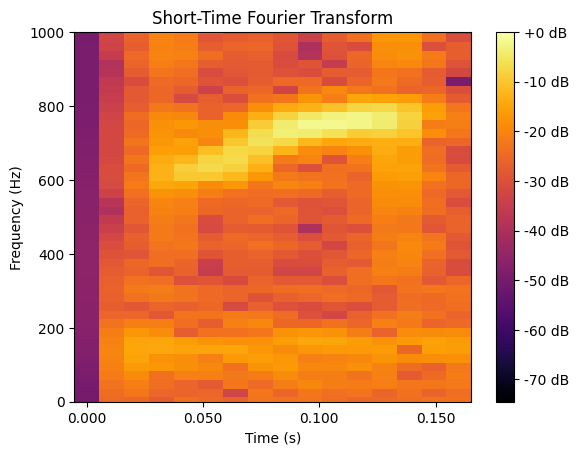 Short-Time Fourier Transform
1000
800
600
400
200
0
Frequency (Hz)
0.000
0.050
0.100
0.150
Time (s)
+0 dB
-10 dB
-20 dB
-30 dB
-40 dB
-50 dB
-60 dB
-70 dB